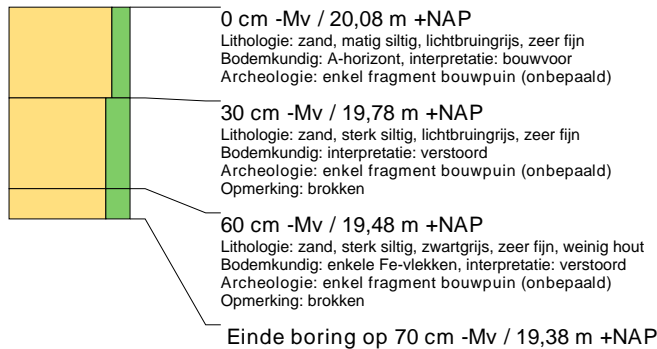 0 cm -Mv / 20,08 m +NAP
Lithologie: zand, matig siltig, lichtbruingrijs, zeer fijn
Bodemkundig: A-horizont, interpretatie: bouwvoor
Archeologie: enkel fragment bouwpuin (onbepaald)
30 cm -Mv / 19,78 m +NAP
Lithologie: zand, sterk siltig, lichtbruingrijs, zeer fijn
Bodemkundig: interpretatie: verstoord
Archeologie: enkel fragment bouwpuin (onbepaald)
Opmerking: brokken
60 cm -Mv / 19,48 m +NAP
Lithologie: zand, sterk siltig, zwartgrijs, zeer fijn, weinig hout
Bodemkundig: enkele Fe-vlekken, interpretatie: verstoord
Archeologie: enkel fragment bouwpuin (onbepaald)
Opmerking: brokken
Einde boring op 70 cm -Mv / 19,38 m +NAP